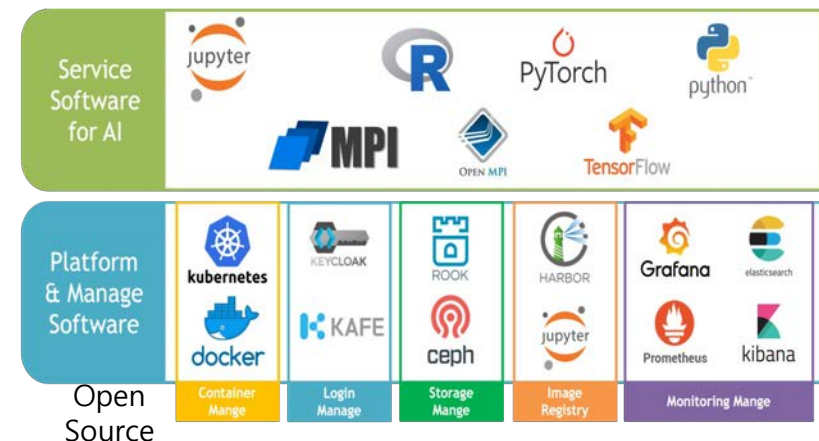 Service
Software
for AI
jupyter
R
PyTorch
python
MPI
OPEN MPI
TensorFlow
Platform
& Manage
Software
kubernetes
docker
KEYCLOAK
KAFE
ROOK
ceph
HARBOR
jupyter
Grafana
elasticsearch
Prometheus
kibana
Container
Mange
Login
Manage
Storage
Mange
Image
Registry
Monitoring Mange
Open
Source